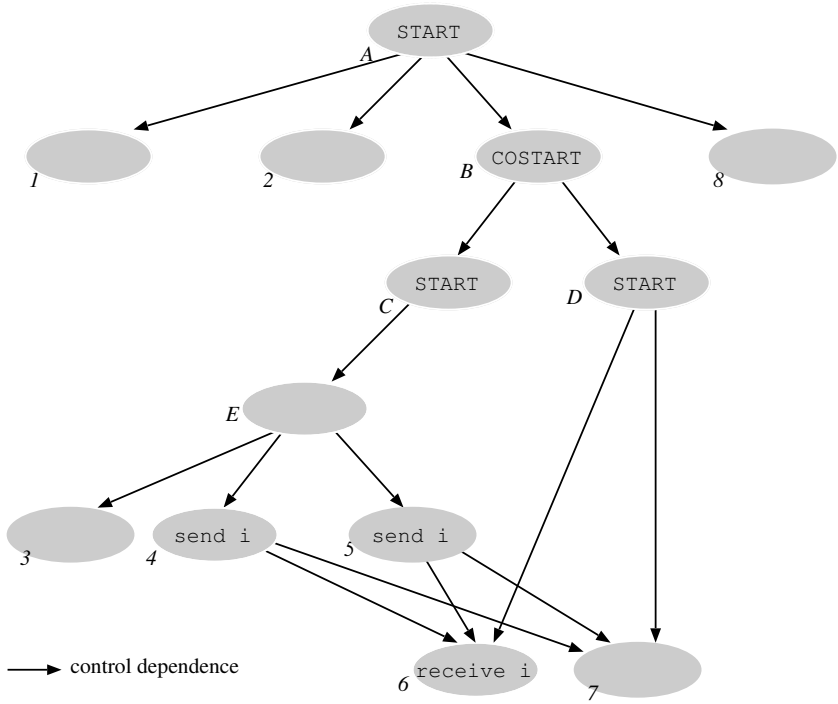 START
A
1
2
COSTART
B
8
START
C
START
D
E
3
send i
4
send i
5
control dependence
receive i
6
7